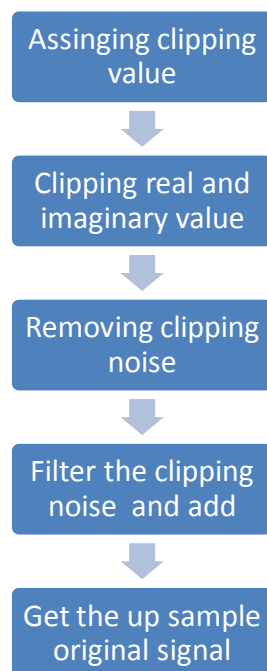 Assinging clipping
value
Clipping real and
imaginary value
Removing clipping
noise
Filter the clipping
noise and add
Get the up sample
original signal